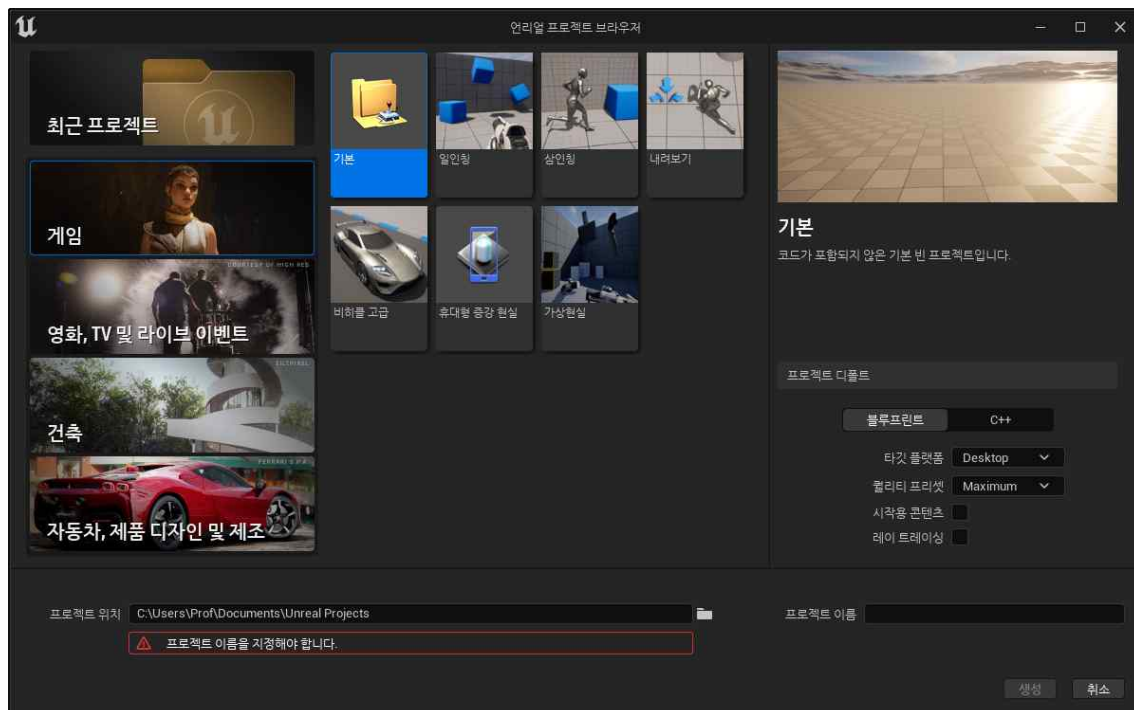 언리얼 프로젝트 브라우저
최근 프로젝트
게임
COURTESY OF HIGH RES
영화, TV 및 라이브 이벤트
건축
자동차, 제품 디자인 및 제조
기본
일인칭
삼인칭
내려보기
비히클 고급
휴대형 증강 현실
가상현실
기본
코드가 포함되지 않은 기본 빈 프로젝트입니다.
프로젝트 디폴트
블루프린트
C++
타깃 플랫폼 Desktop
퀄리티 프리셋 Maximum
시작용 콘텐츠
레이 트레이싱
프로젝트 위치 C:\Users\Prof\Documents\Unreal Projects
프로젝트 이름
프로젝트 이름을 지정해야 합니다.
생성
취소